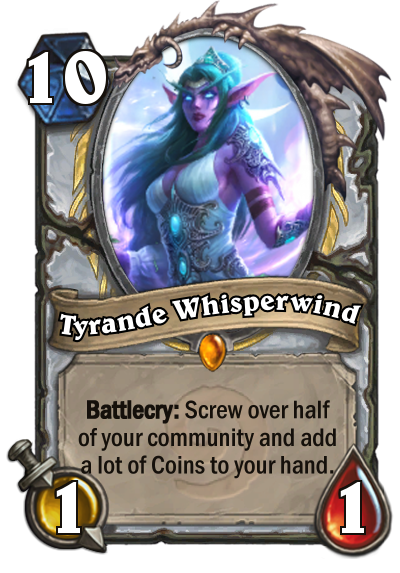 10
Tyrande Whisperwind
Battlecry: Screw over half
of your community and add
a lot of Coins to your hand.
1
1